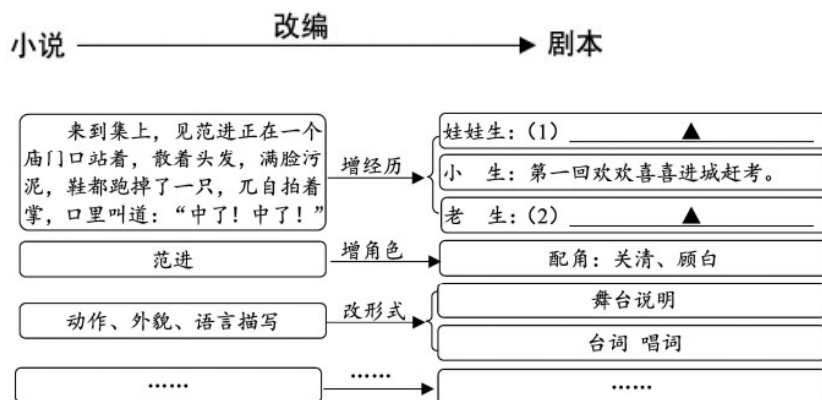 小说 改编 剧本
来到集上，见范进正在一个
庙门口站着，散着头发，满脸污
泥，鞋都跑掉了一只，兀自拍着
掌，口里叫道：“中了！中了！”
增经历
娃娃生：（1）▲
小 生：第一回欢欢喜喜进城赶考。
老 生：（2）▲
范进 增角色 配角：关清、顾白
动作、外貌、语言描写 改形式
舞台说明
台词 唱词
…… …… ……